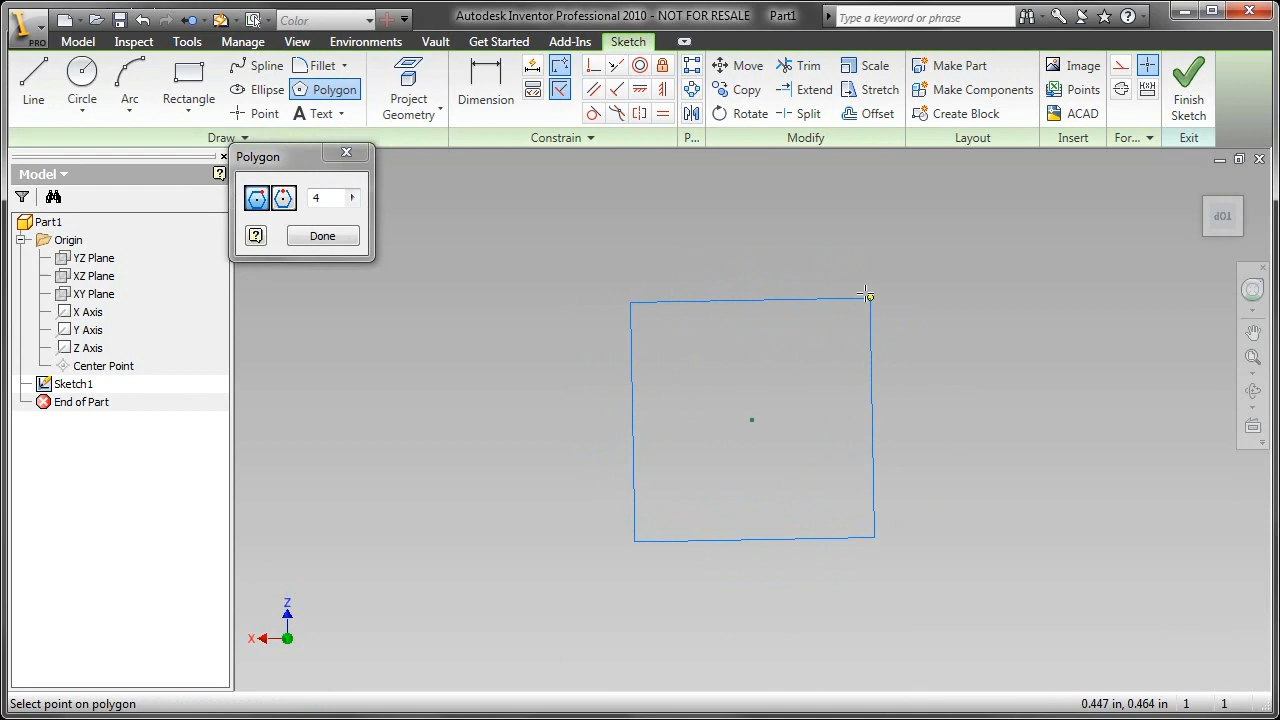 Color
Autodesk Inventor Professional 2010 - NOT FOR RESALE Part1
Type a keyword or phrase
PRO
Model Inspect Tools Manage View Environments Vault Get Started Add-Ins Sketch
Line
Circle
Arc
Rectangle
Spline
Ellipse
Point
Fillet
Polygon
Text
Project
Geometry
Dimension
Move
Copy
Rotate
Trim
Extend
Split
Scale
Stretch
Offset
Make Part
Make Components
Create Block
Image
Points
ACAD
Finish
Sketch
Draw Constrain P... Modify Layout Insert For... Exit
Model
Part1
Origin
YZ Plane
XZ Plane
XY Plane
X Axis
Y Axis
Z Axis
Center Point
Sketch1
End of Part
Polygon
4
Done
TOP
Z
X
Select point on polygon
0.447 in, 0.464 in 1 1